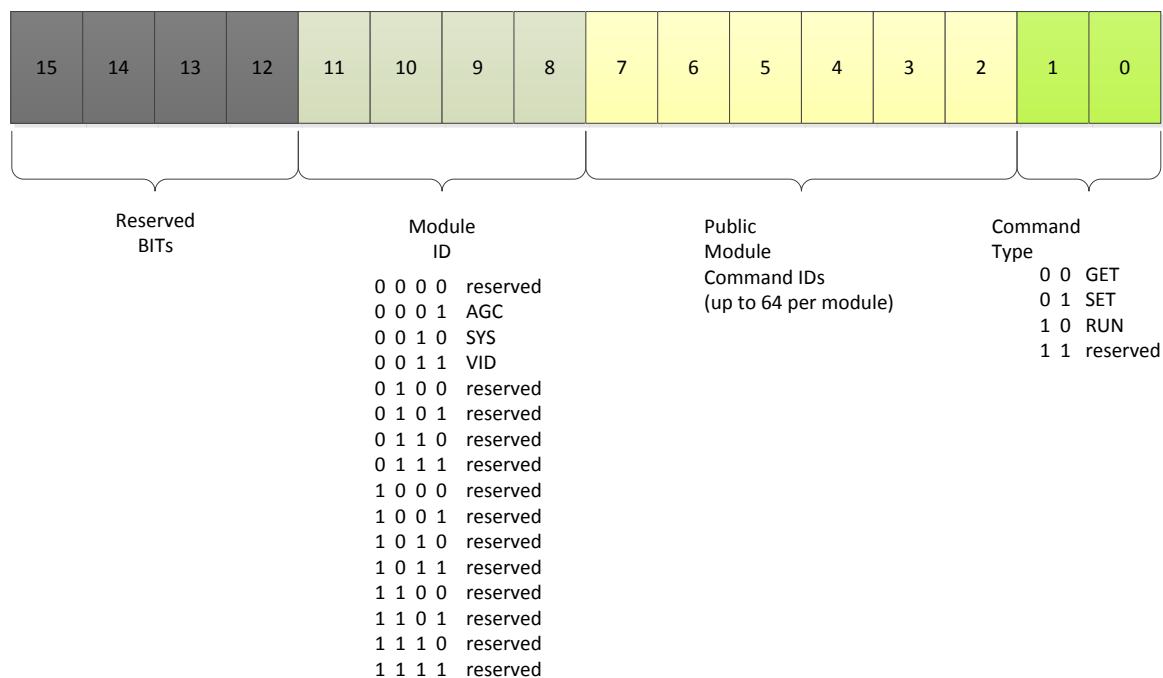 15 14 13 12 11 10 9 8 7 6 5 4 3 2 1 0
Reserved
BITs
Module
ID
0 0 0 0 reserved
0 0 0 1 AGC
0 0 1 0 SYS
0 0 1 1 VID
0 1 0 0 reserved
0 1 0 1 reserved
0 1 1 0 reserved
0 1 1 1 reserved
1 0 0 0 reserved
1 0 0 1 reserved
1 0 1 0 reserved
1 0 1 1 reserved
1 1 0 0 reserved
1 1 0 1 reserved
1 1 1 0 reserved
1 1 1 1 reserved
Public
Module
Command IDs
(up to 64 per module)
Command
Type
0 0 GET
0 1 SET
1 0 RUN
1 1 reserved